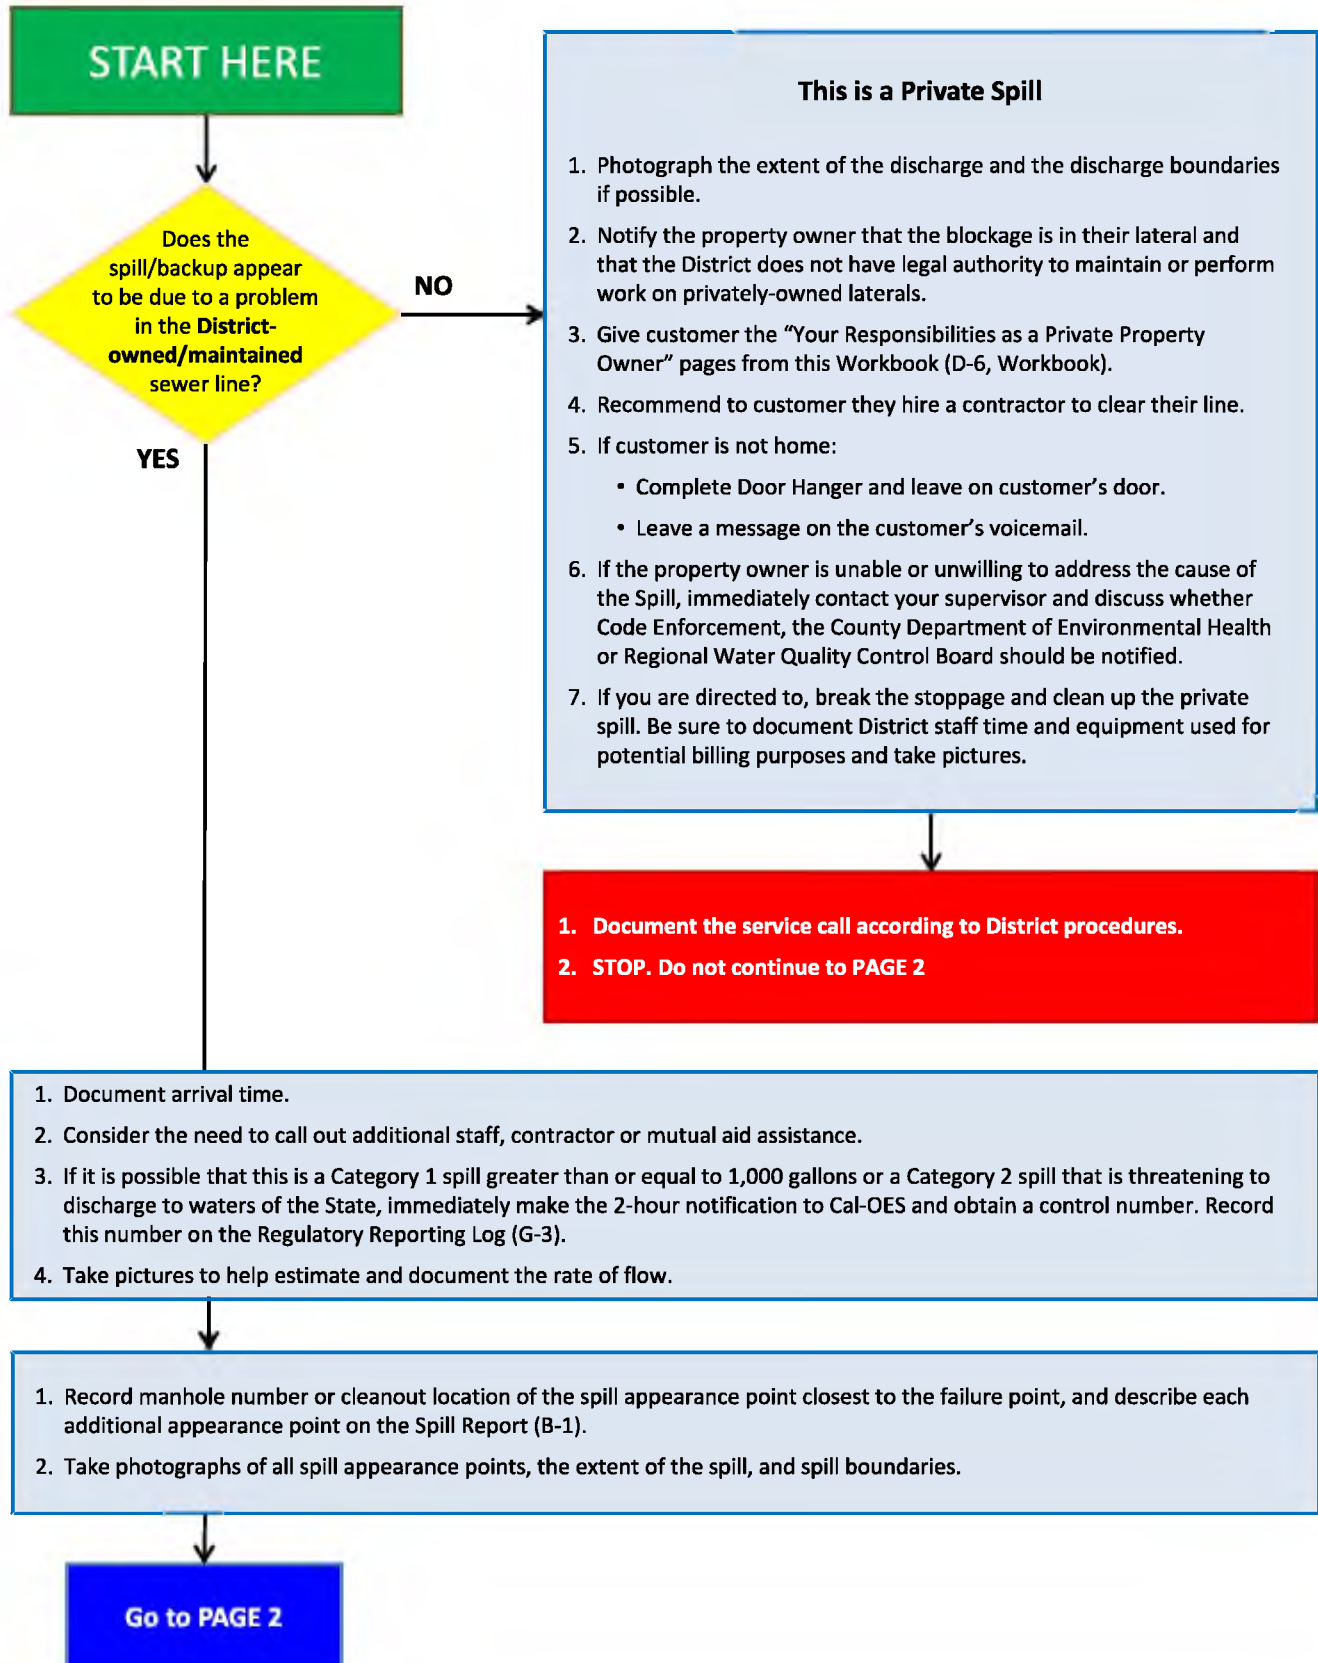 START HERE
Does the
spill/backup appear
to be due to a problem
in the District-
owned/maintained
sewer line?
NO
YES
This is a Private Spill
1. Photograph the extent of the discharge and the discharge boundaries
if possible.
2. Notify the property owner that the blockage is in their lateral and
that the District does not have legal authority to maintain or perform
work on privately-owned laterals.
3. Give customer the “Your Responsibilities as a Private Property
Owner” pages from this Workbook (D-6, Workbook).
4. Recommend to customer they hire a contractor to clear their line.
5. If customer is not home:
• Complete Door Hanger and leave on customer’s door.
• Leave a message on the customer’s voicemail.
6. If the property owner is unable or unwilling to address the cause of
the Spill, immediately contact your supervisor and discuss whether
Code Enforcement, the County Department of Environmental Health
or Regional Water Quality Control Board should be notified.
7. If you are directed to, break the stoppage and clean up the private
spill. Be sure to document District staff time and equipment used for
potential billing purposes and take pictures.
1. Document the service call according to District procedures.
2. STOP. Do not continue to PAGE 2
1. Document arrival time.
2. Consider the need to call out additional staff, contractor or mutual aid assistance.
3. If it is possible that this is a Category 1 spill greater than or equal to 1,000 gallons or a Category 2 spill that is threatening to
discharge to waters of the State, immediately make the 2-hour notification to Cal-OES and obtain a control number. Record
this number on the Regulatory Reporting Log (G-3).
4. Take pictures to help estimate and document the rate of flow.
1. Record manhole number or cleanout location of the spill appearance point closest to the failure point, and describe each
additional appearance point on the Spill Report (B-1).
2. Take photographs of all spill appearance points, the extent of the spill, and spill boundaries.
Go to PAGE 2